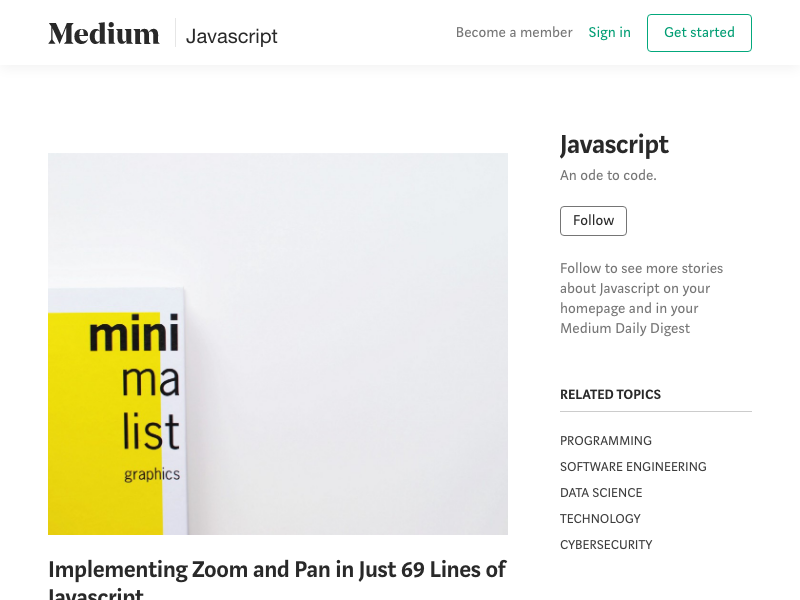 Medium
Javascript
Become a member
Sign in
Get started
mini
ma
list
graphics
Implementing Zoom and Pan in Just 69 Lines of
Javascript
Javascript
An ode to code.
Follow
Follow to see more stories
about Javascript on your
homepage and in your
Medium Daily Digest
RELATED TOPICS
PROGRAMMING
SOFTWARE ENGINEERING
DATA SCIENCE
TECHNOLOGY
CYBERSECURITY